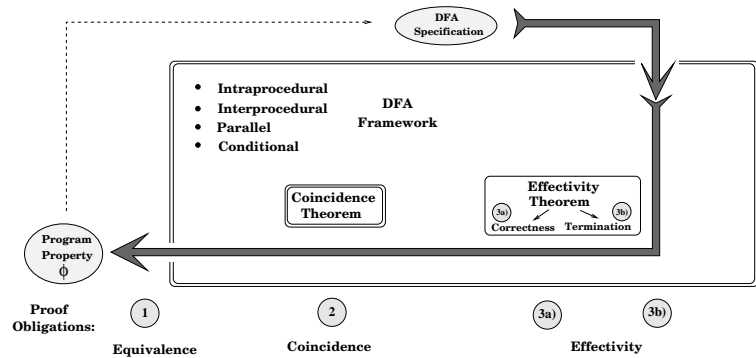 DFA
Specification
• Intraprocedural
• Interprocedural
• Parallel
• Conditional
DFA
Framework
Coincidence
Theorem
Effectivity
Theorem
3a) 3b)
Correctness Termination
Program
Property
ϕ
Proof
Obligations:
1 2 3a) 3b)
Equivalence Coincidence Effectivity